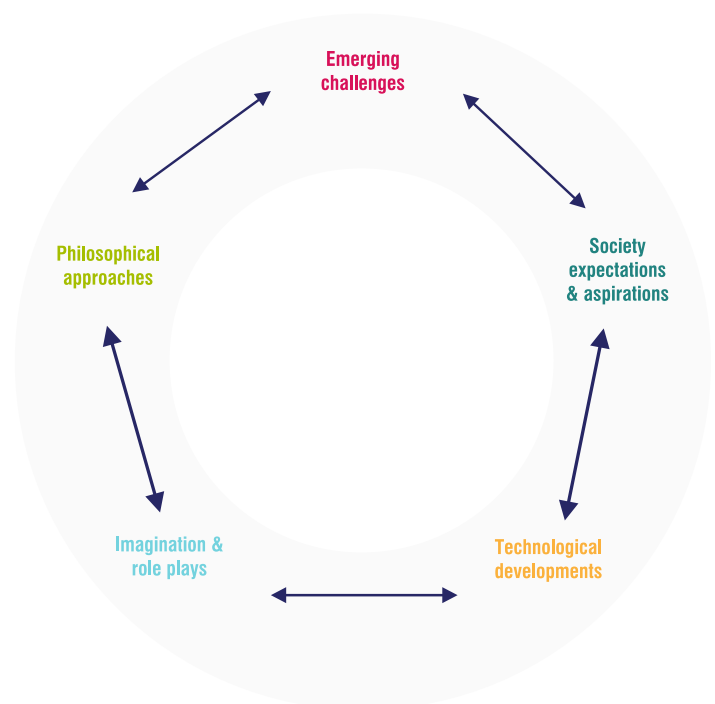 Emerging
challenges
Philosophical
approaches
Society
expectations
& aspirations
Imagination &
role plays
Technological
developments